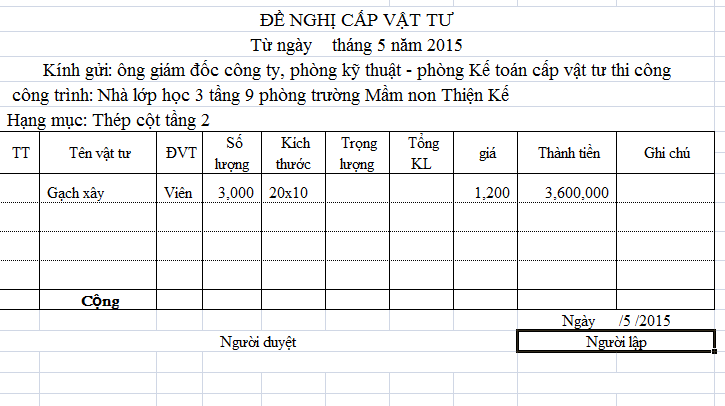 ĐỀ NGHỊ CẤP VẬT TƯ
Từ ngày tháng 5 năm 2015
Kính gửi: ông giám đốc công ty, phòng kỹ thuật - phòng Kế toán cấp vật tư thi công
công trình: Nhà lớp học 3 tầng 9 phòng trường Mầm non Thiện Kế
Hạng mục: Thép cột tầng 2
TT Tên vật tư ĐVT Số lượng Kích thước Trọng lượng Tổng KL giá Thành tiền Ghi chú
Gạch xây Viên 3,000 20x10 1,200 3,600,000
Cộng
Ngày /5 /2015
Người duyệt Người lập